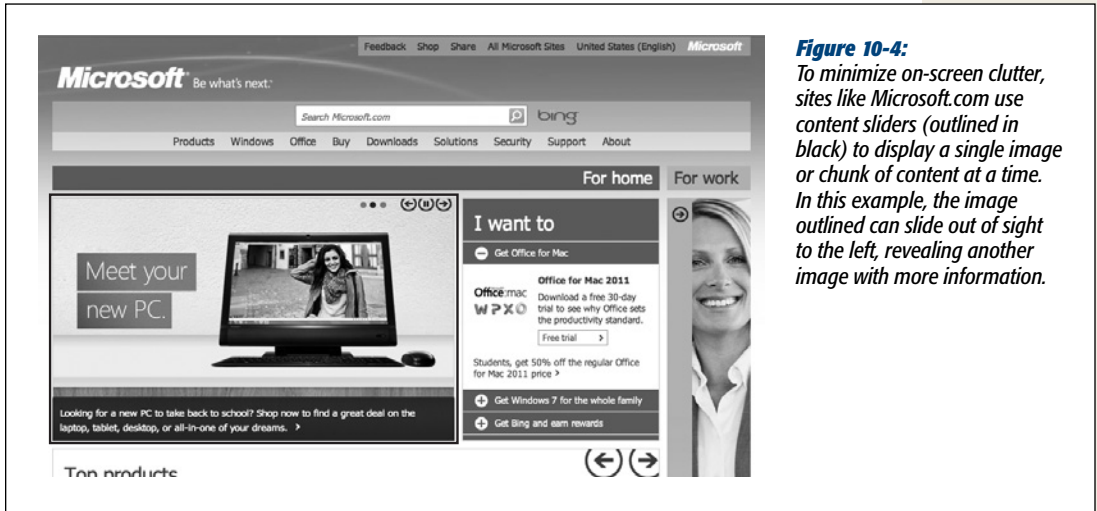 Feedback Shop Share All Microsoft Sites United States (English) Microsoft
Microsoft Be what's next.™
Search Microsoft.com bing
Products Windows Office Buy Downloads Solutions Security Support About
For home For work
Meet your
new PC.
Looking for a new PC to take back to school? Shop now to find a great deal on the
laptop, tablet, desktop, or all-in-one of your dreams. >
I want to
Get Office for Mac
Office:mac
W P X O
Office for Mac 2011
Download a free 30-day
trial to see why Office sets
the productivity standard.
Free trial >
Students, get 50% off the regular Office
for Mac 2011 price >
Get Windows 7 for the whole family
Get Bing and earn rewards
Top products
Figure 10-4:
To minimize on-screen clutter,
sites like Microsoft.com use
content sliders (outlined in
black) to display a single image
or chunk of content at a time.
In this example, the image
outlined can slide out of sight
to the left, revealing another
image with more information.